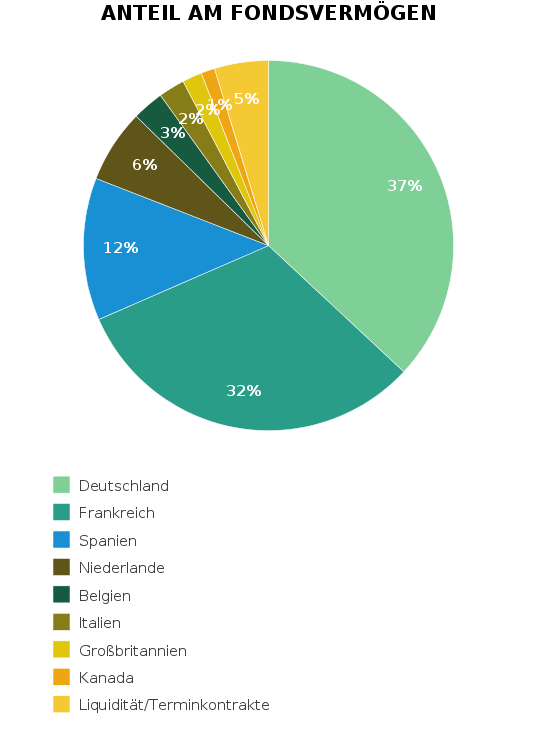 ANTEIL AM FONDSVERMÖGEN
5%
1%
2%
2%
3%
6%
37%
12%
32%
Deutschland
Frankreich
Spanien
Niederlande
Belgien
Italien
Großbritannien
Kanada
Liquidität/Terminkontrakte